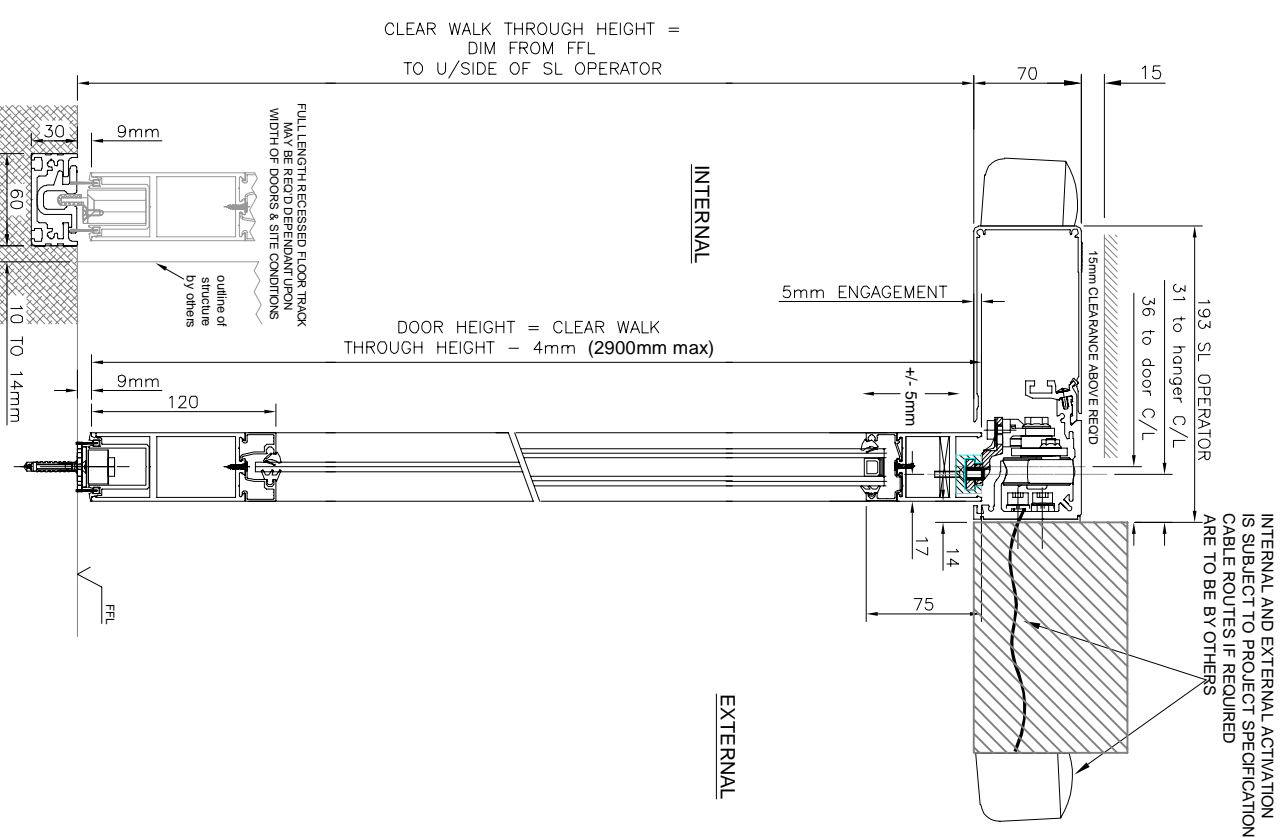 CLEAR WALK THROUGH HEIGHT =
DIM FROM FFL
TO U/SIDE OF SL OPERATOR
70
15
30
9mm
60
FULL LENGTH RECESSED FLOOR TRACK
MAY BE REQ'D DEPENDANT UPON
WIDTH OF DOORS & SITE CONDITIONS
INTERNAL
outline of
structure
by others
10 TO 14mm
5mm ENGAGEMENT
15mm CLEARANCE ABOVE REQ'D
36 to door C/L
31 to hanger C/L
193 SL OPERATOR
DOOR HEIGHT = CLEAR WALK
THROUGH HEIGHT - 4mm (2900mm max)
9mm
120
+/- 5mm
17
14
75
FFL
EXTERNAL
INTERNAL AND EXTERNAL ACTIVATION
IS SUBJECT TO PROJECT SPECIFICATION
CABLE ROUTES IF REQUIRED
ARE TO BE BY OTHERS